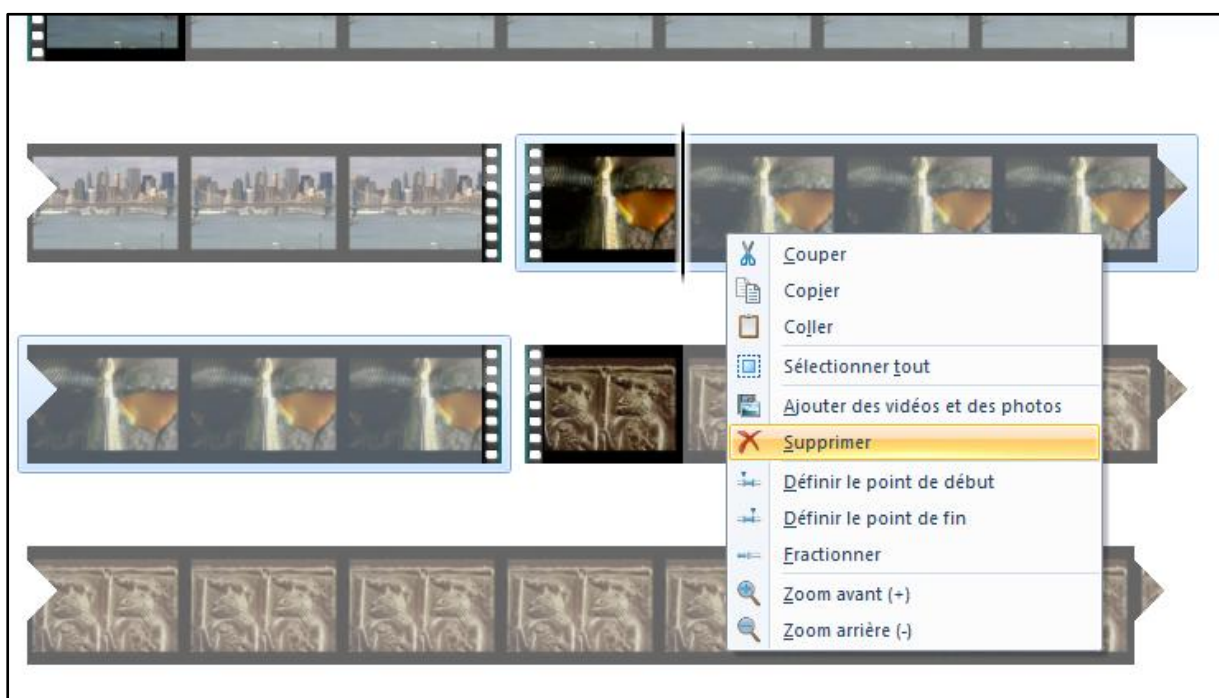 Couper
Copier
Coller
Sélectionner tout
Ajouter des vidéos et des photos
Supprimer
Définir le point de début
Définir le point de fin
Fractionner
Zoom avant (+)
Zoom arrière (-)